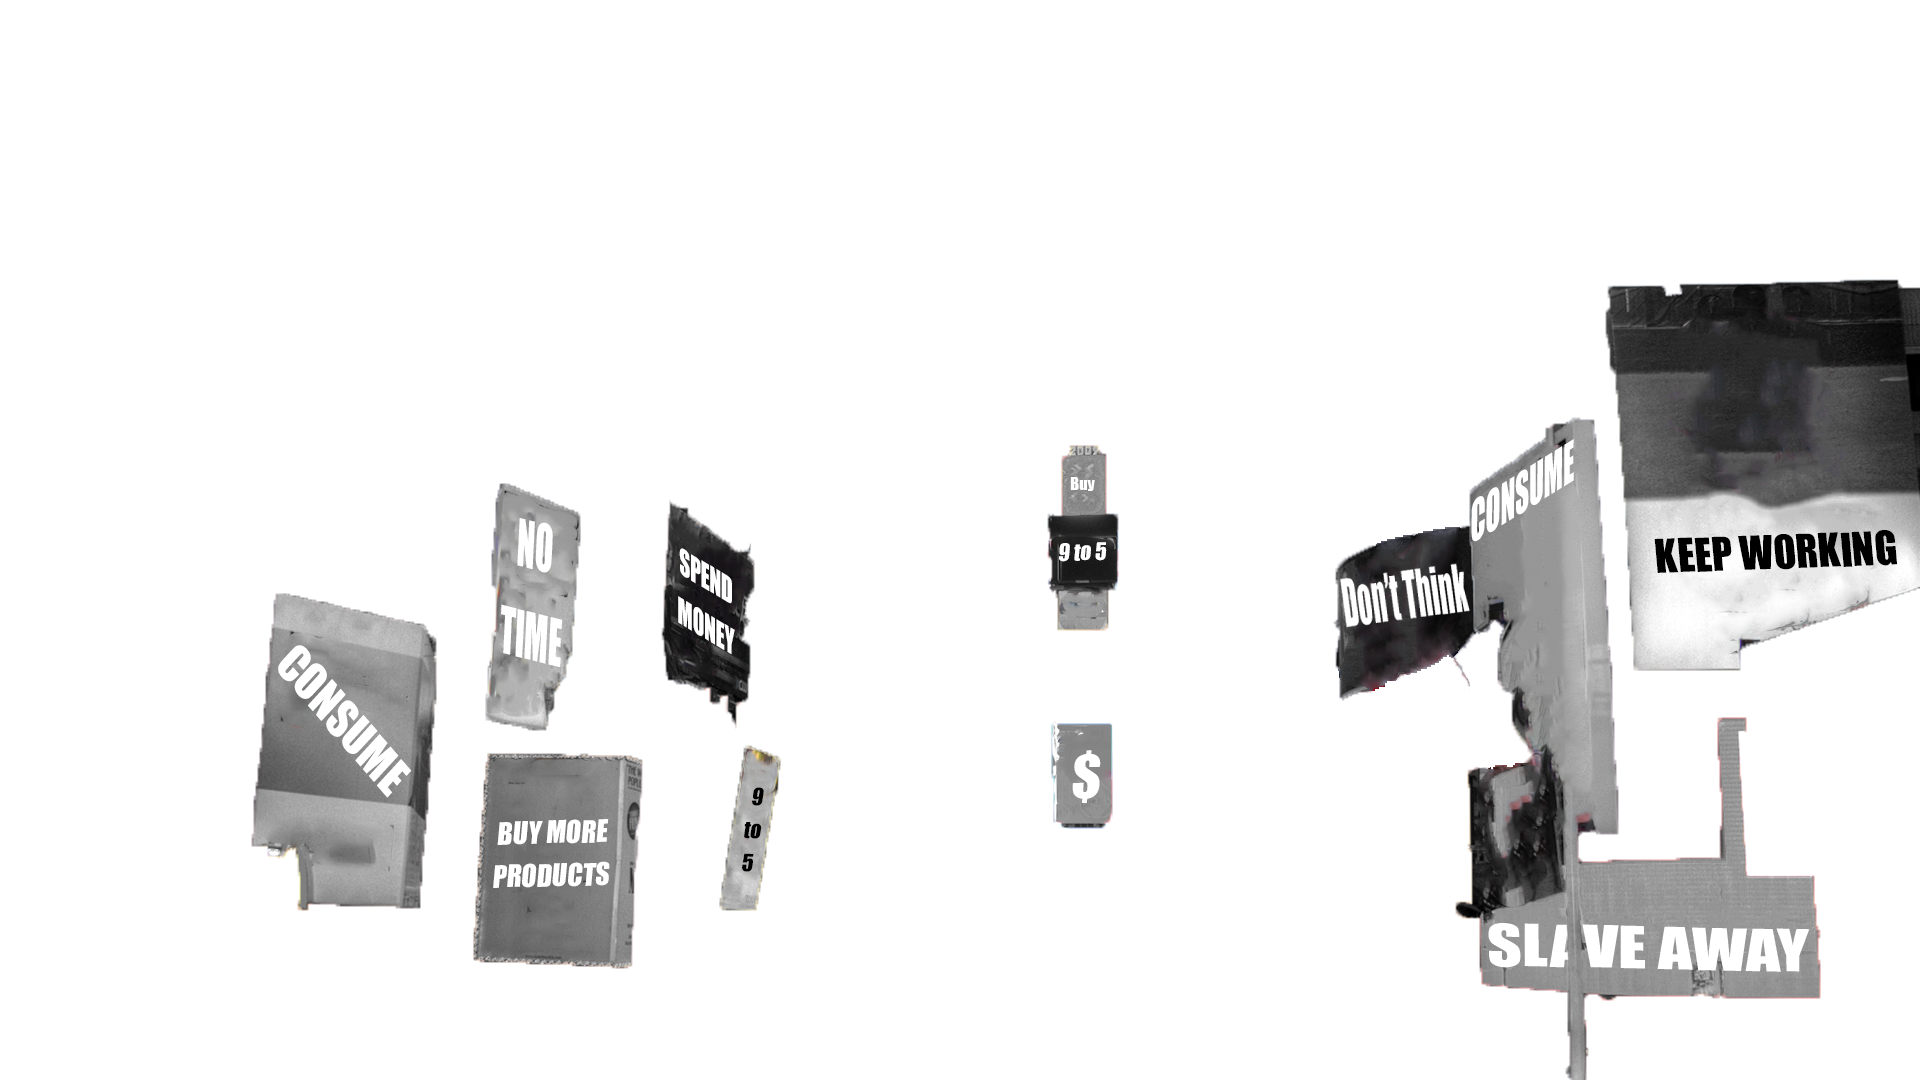 CONSUME
NO
TIME
SPEND
MONEY
BUY MORE
PRODUCTS
9
to
5
2007
Buy
9 to 5
$
Don't Think
CONSUME
KEEP WORKING
SLAVE AWAY